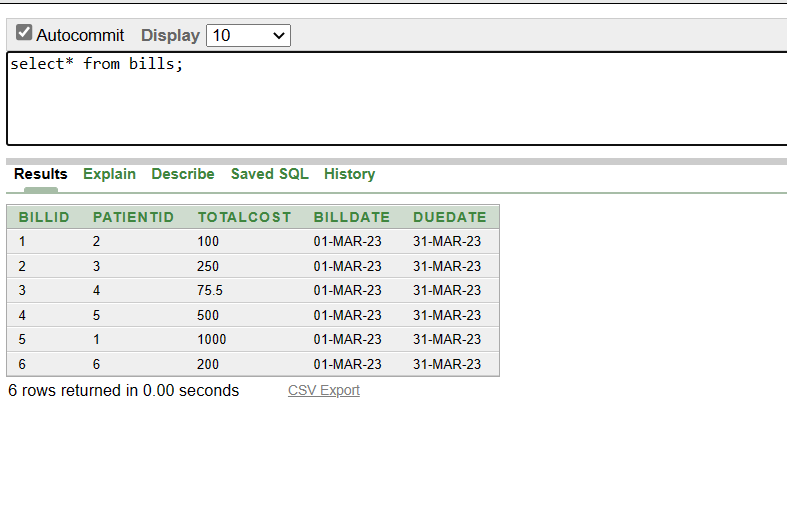 Autocommit Display 10
select* from bills;
Results Explain Describe Saved SQL History
BILLID PATIENTID TOTALCOST BILLDATE DUEDATE
1 2 100 01-MAR-23 31-MAR-23
2 3 250 01-MAR-23 31-MAR-23
3 4 75.5 01-MAR-23 31-MAR-23
4 5 500 01-MAR-23 31-MAR-23
5 1 1000 01-MAR-23 31-MAR-23
6 6 200 01-MAR-23 31-MAR-23
6 rows returned in 0.00 seconds CSV Export